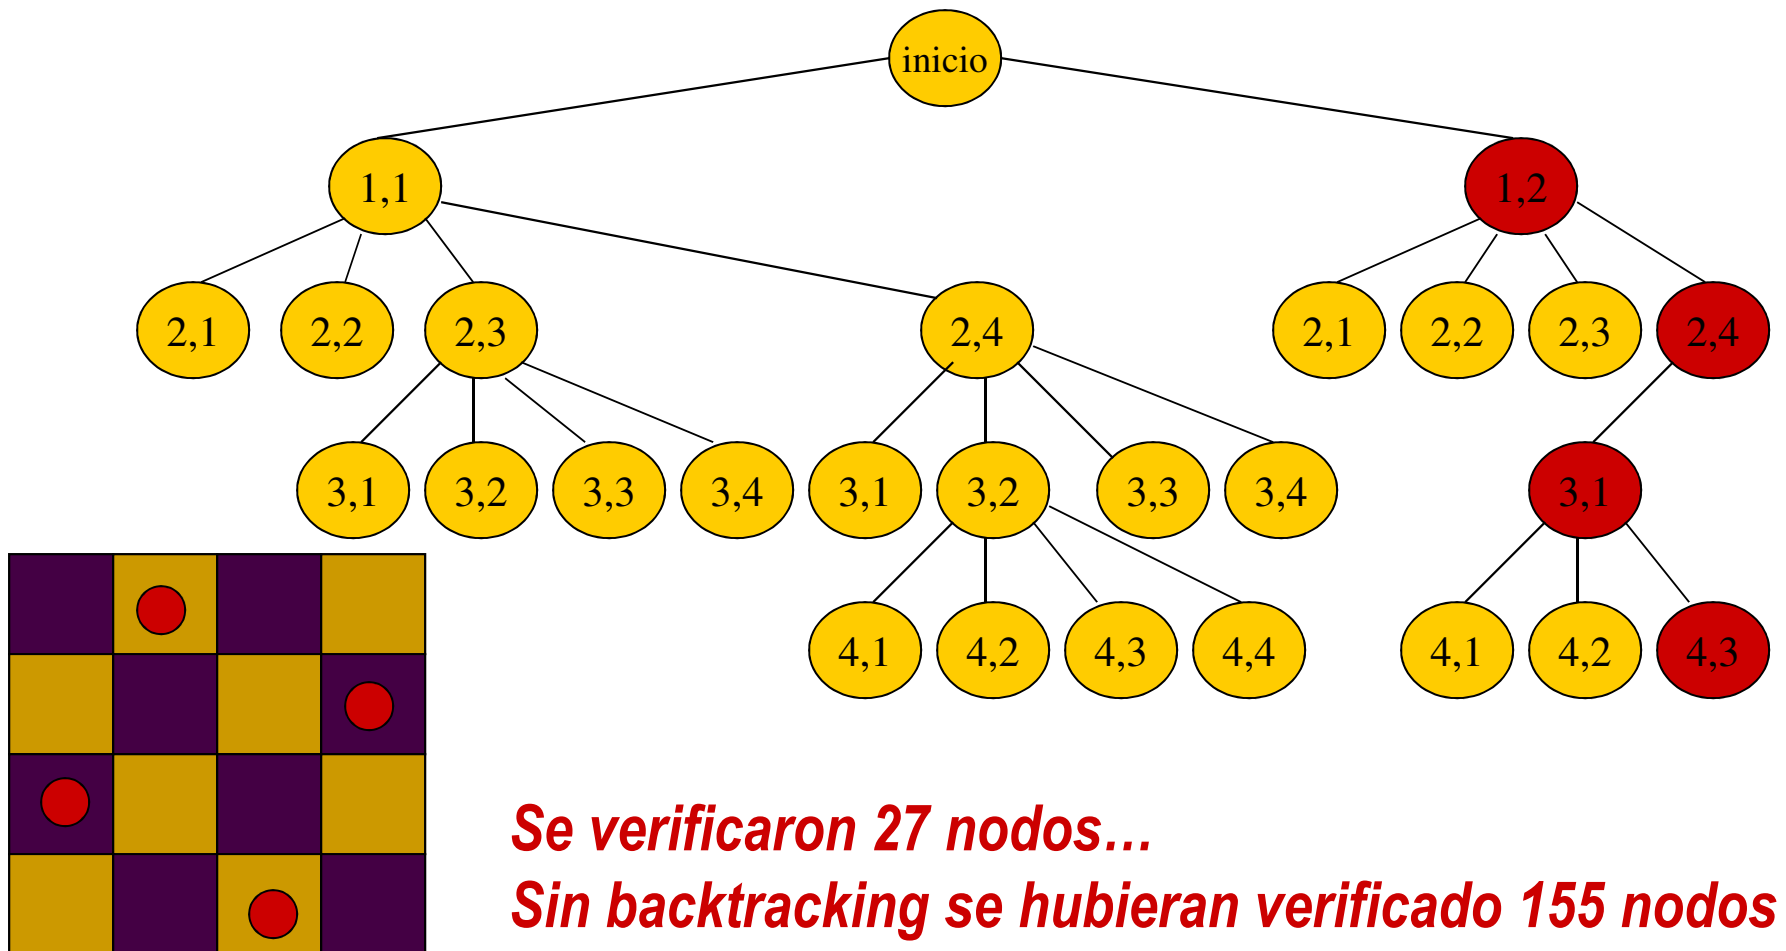 inicio
1,1 1,2
2,1 2,2 2,3 2,4 2,1 2,2 2,3 2,4
3,1 3,2 3,3 3,4 3,1 3,2 3,3 3,4 3,1
4,1 4,2 4,3 4,4 4,1 4,2 4,3
Se verificaron 27 nodos…
Sin backtracking se hubieran verificado 155 nodos